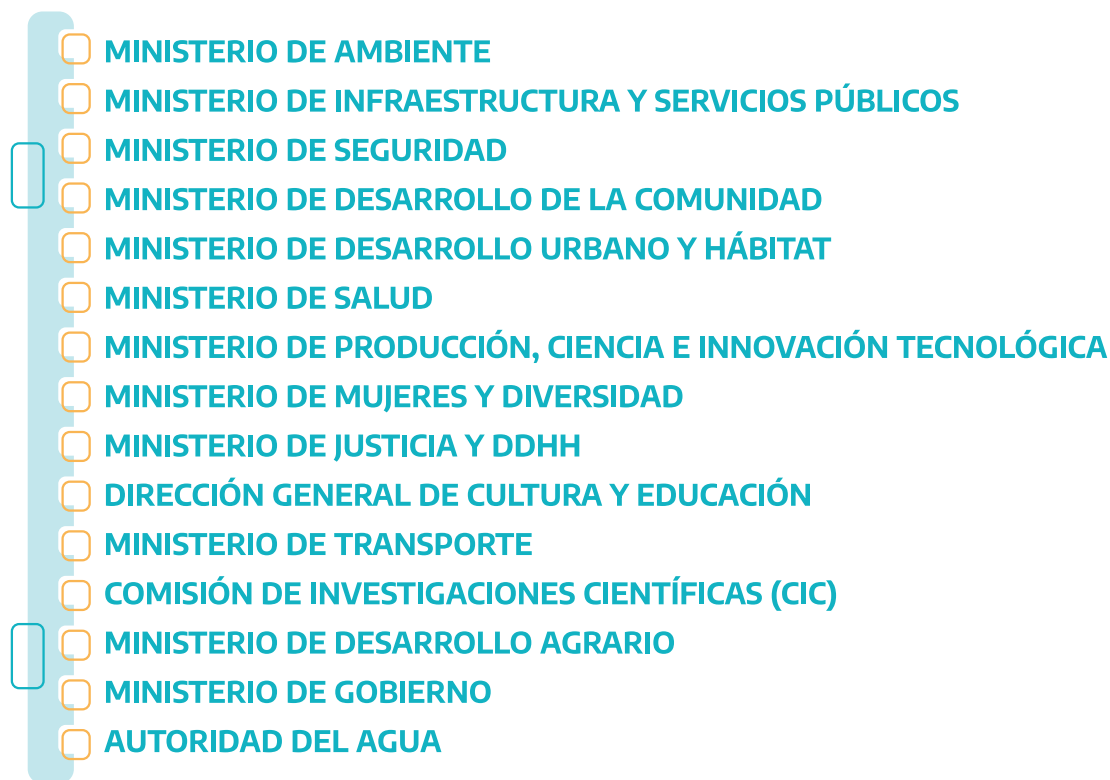 MINISTERIO DE AMBIENTE
MINISTERIO DE INFRAESTRUCTURA Y SERVICIOS PÚBLICOS
MINISTERIO DE SEGURIDAD
MINISTERIO DE DESARROLLO DE LA COMUNIDAD
MINISTERIO DE DESARROLLO URBANO Y HÁBITAT
MINISTERIO DE SALUD
MINISTERIO DE PRODUCCIÓN, CIENCIA E INNOVACIÓN TECNOLÓGICA
MINISTERIO DE MUJERES Y DIVERSIDAD
MINISTERIO DE JUSTICIA Y DDHH
DIRECCIÓN GENERAL DE CULTURA Y EDUCACIÓN
MINISTERIO DE TRANSPORTE
COMISIÓN DE INVESTIGACIONES CIENTÍFICAS (CIC)
MINISTERIO DE DESARROLLO AGRARIO
MINISTERIO DE GOBIERNO
AUTORIDAD DEL AGUA